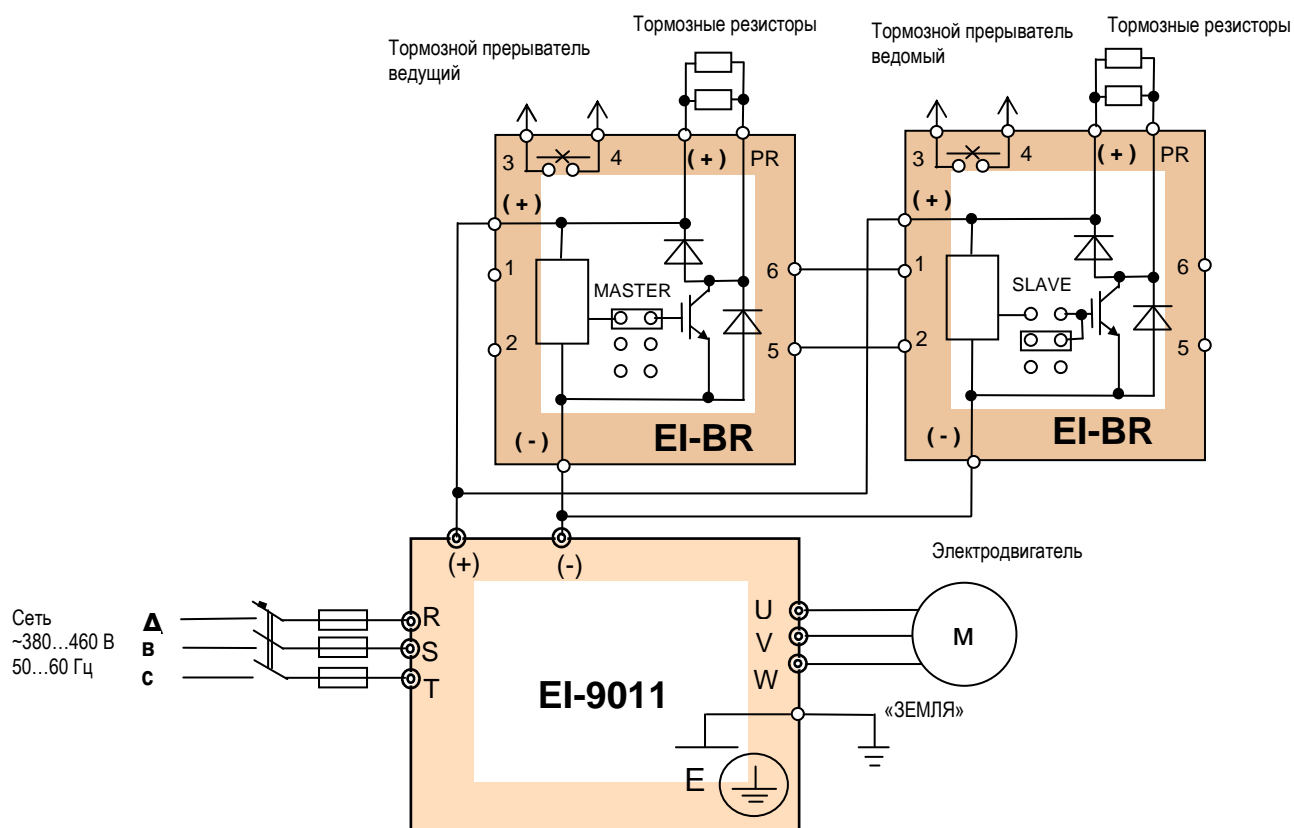 Тормозной прерыватель
ведущий
Тормозные резисторы
Тормозной прерыватель
ведомый
Тормозные резисторы
3
4
(+)
PR
(+)
1
2
MASTER
6
5
(-)
EI-BR
3
4
(+)
PR
(+)
1
2
SLAVE
6
5
(-)
EI-BR
(+)
(-)
Электродвигатель
Сеть
~380...460 В
50...60 Гц
A
B
C
R
S
T
EI-9011
U
V
W
M
«ЗЕМЛЯ»
E